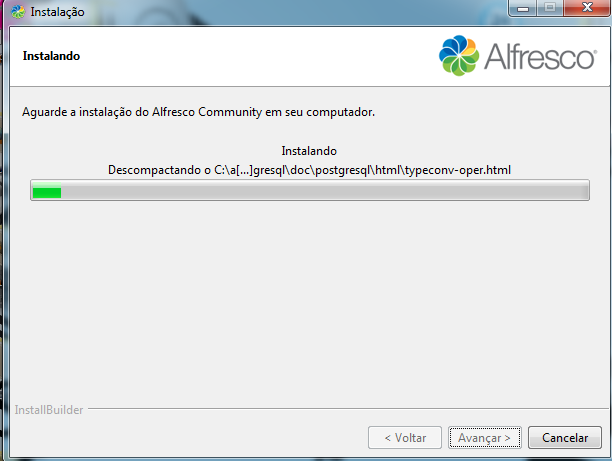 Instalação
Instalando
Alfresco®
Aguarde a instalação do Alfresco Community em seu computador.
Instalando
Descompactando o C:\a[...]gresql\doc\postgresql\html\typeconv-oper.html
InstallBuilder
< Voltar
Avançar >
Cancelar